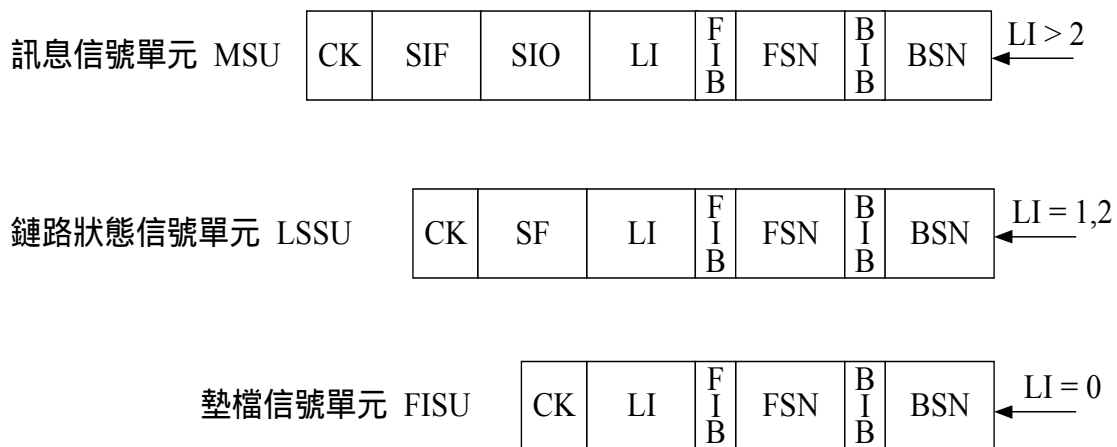 訊息信號單元 MSU CK SIF SIO LI FIB FSN BIB BSN LI > 2
鏈路狀態信號單元 LSSU CK SF LI FIB FSN BIB BSN LI = 1,2
墊檔信號單元 FISU CK LI FIB FSN BIB BSN LI = 0